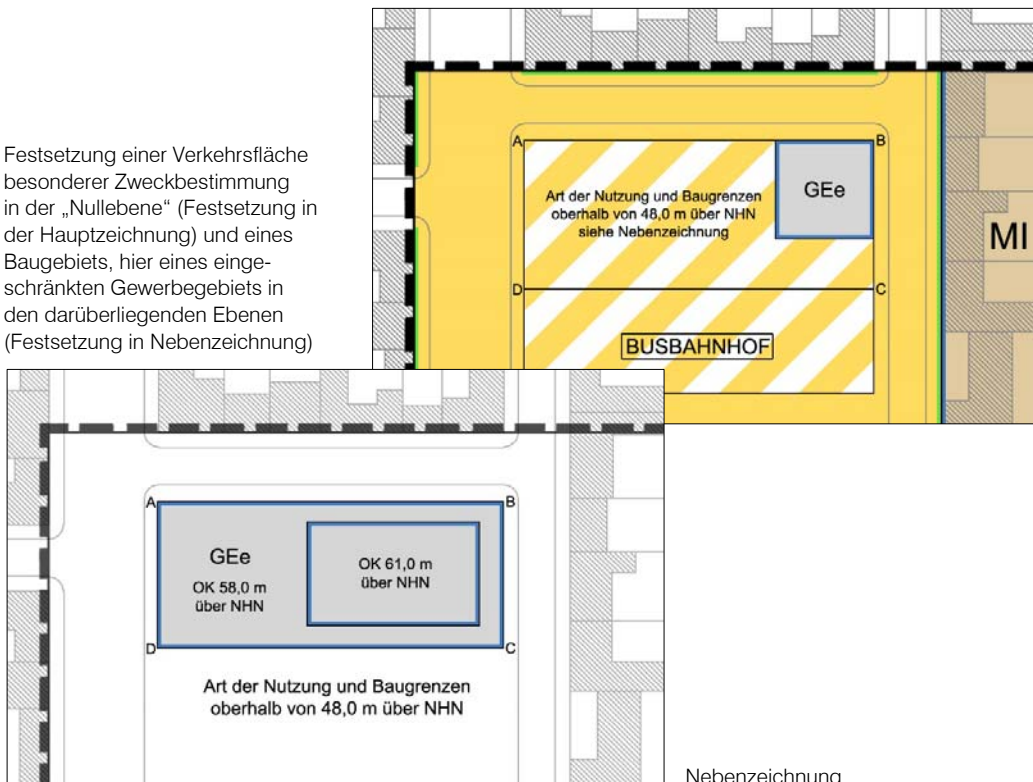 Festsetzung einer Verkehrsfläche
besonderer Zweckbestimmung
in der „Nullebene“ (Festsetzung in
der Hauptzeichnung) und eines
Baugebiets, hier eines einge-
schränkten Gewerbegebiets in
den darüberliegenden Ebenen
(Festsetzung in Nebenzeichnung)
A
B
Art der Nutzung und Baugrenzen
oberhalb von 48,0 m über NHN
siehe Nebenzeichnung
GEe
MI
D
C
BUSBAHNHOF
A
B
GEe
OK 58,0 m
über NHN
OK 61,0 m
über NHN
D
C
Art der Nutzung und Baugrenzen
oberhalb von 48,0 m über NHN
Nebenzeichnung